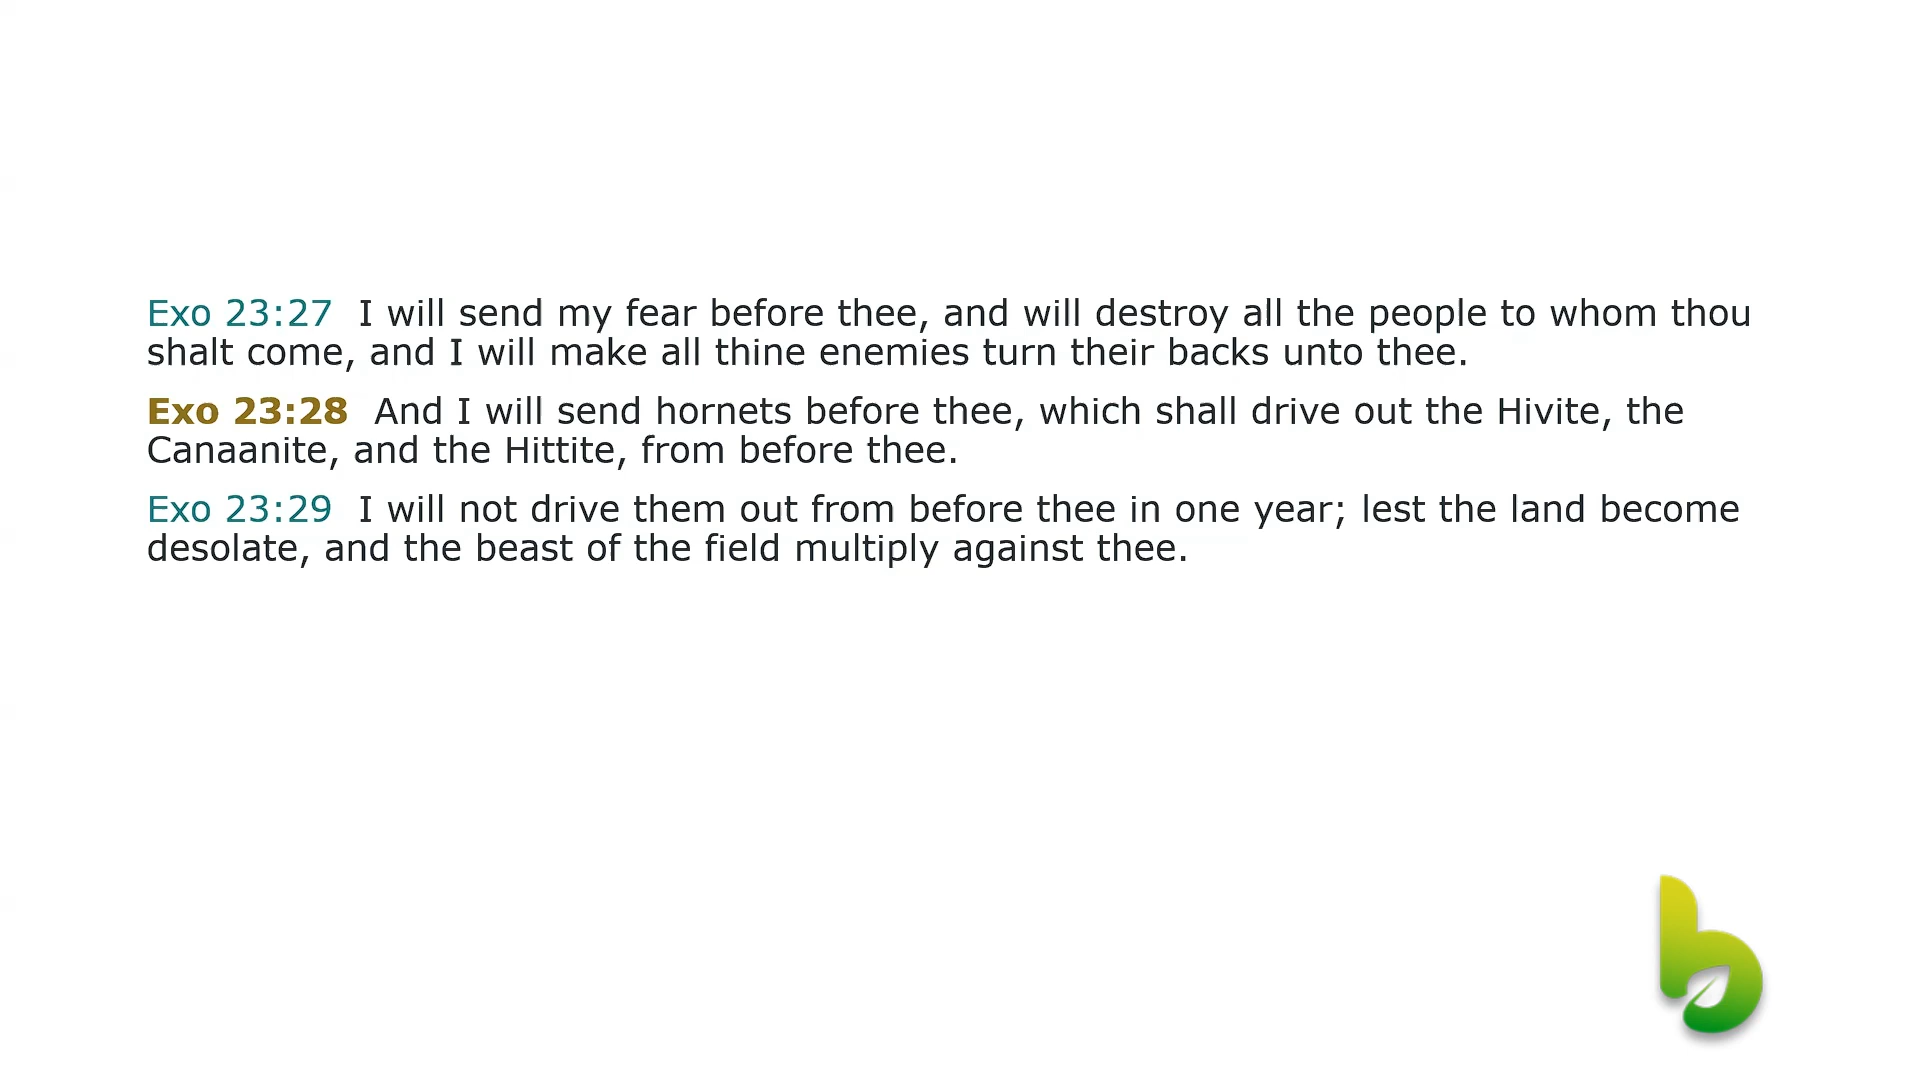 Exo 23:27  I will send my fear before thee, and will destroy all the people to whom thou
shalt come, and I will make all thine enemies turn their backs unto thee.
Exo 23:28  And I will send hornets before thee, which shall drive out the Hivite, the
Canaanite, and the Hittite, from before thee.
Exo 23:29  I will not drive them out from before thee in one year; lest the land become
desolate, and the beast of the field multiply against thee.
b